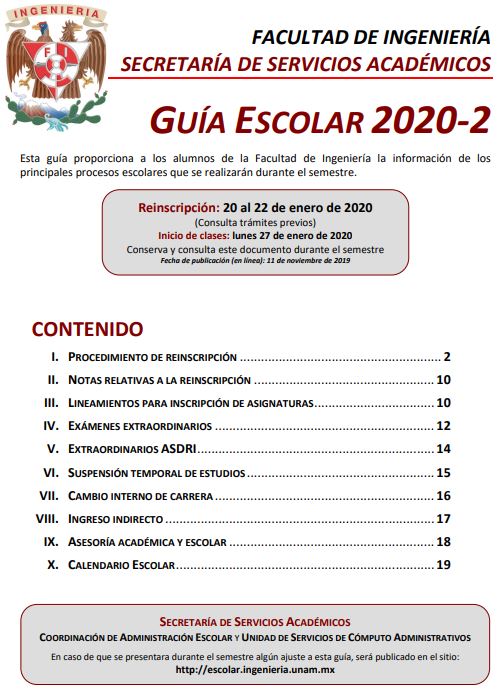 INGENIERIA
FACULTAD DE INGENIERÍA
SECRETARÍA DE SERVICIOS ACADÉMICOS
GUÍA ESCOLAR 2020-2
Esta guía proporciona a los alumnos de la Facultad de Ingeniería la información de los
principales procesos escolares que se realizarán durante el semestre.
Reinscripción: 20 al 22 de enero de 2020
(Consulta trámites previos)
Inicio de clases: lunes 27 de enero de 2020
Conserva y consulta este documento durante el semestre
Fecha de publicación (en línea): 11 de noviembre de 2019
CONTENIDO
I. PROCEDIMIENTO DE REINSCRIPCIÓN ........ 2
II. NOTAS RELATIVAS A LA REINSCRIPCIÓN ........ 10
III. LINEAMIENTOS PARA INSCRIPCIÓN DE ASIGNATURAS ........ 10
IV. EXÁMENES EXTRAORDINARIOS ........ 12
V. EXTRAORDINARIOS ASDRI ........ 14
VI. SUSPENSIÓN TEMPORAL DE ESTUDIOS ........ 15
VII. CAMBIO INTERNO DE CARRERA ........ 16
VIII. INGRESO INDIRECTO ........ 17
IX. ASESORÍA ACADÉMICA Y ESCOLAR ........ 18
X. CALENDARIO ESCOLAR ........ 19
SECRETARÍA DE SERVICIOS ACADÉMICOS
COORDINACIÓN DE ADMINISTRACIÓN ESCOLAR Y UNIDAD DE SERVICIOS DE CÓMPUTO ADMINISTRATIVOS
En caso de que se presentara durante el semestre algún ajuste a esta guía, será publicado en el sitio:
http://escolar.ingenieria.unam.mx